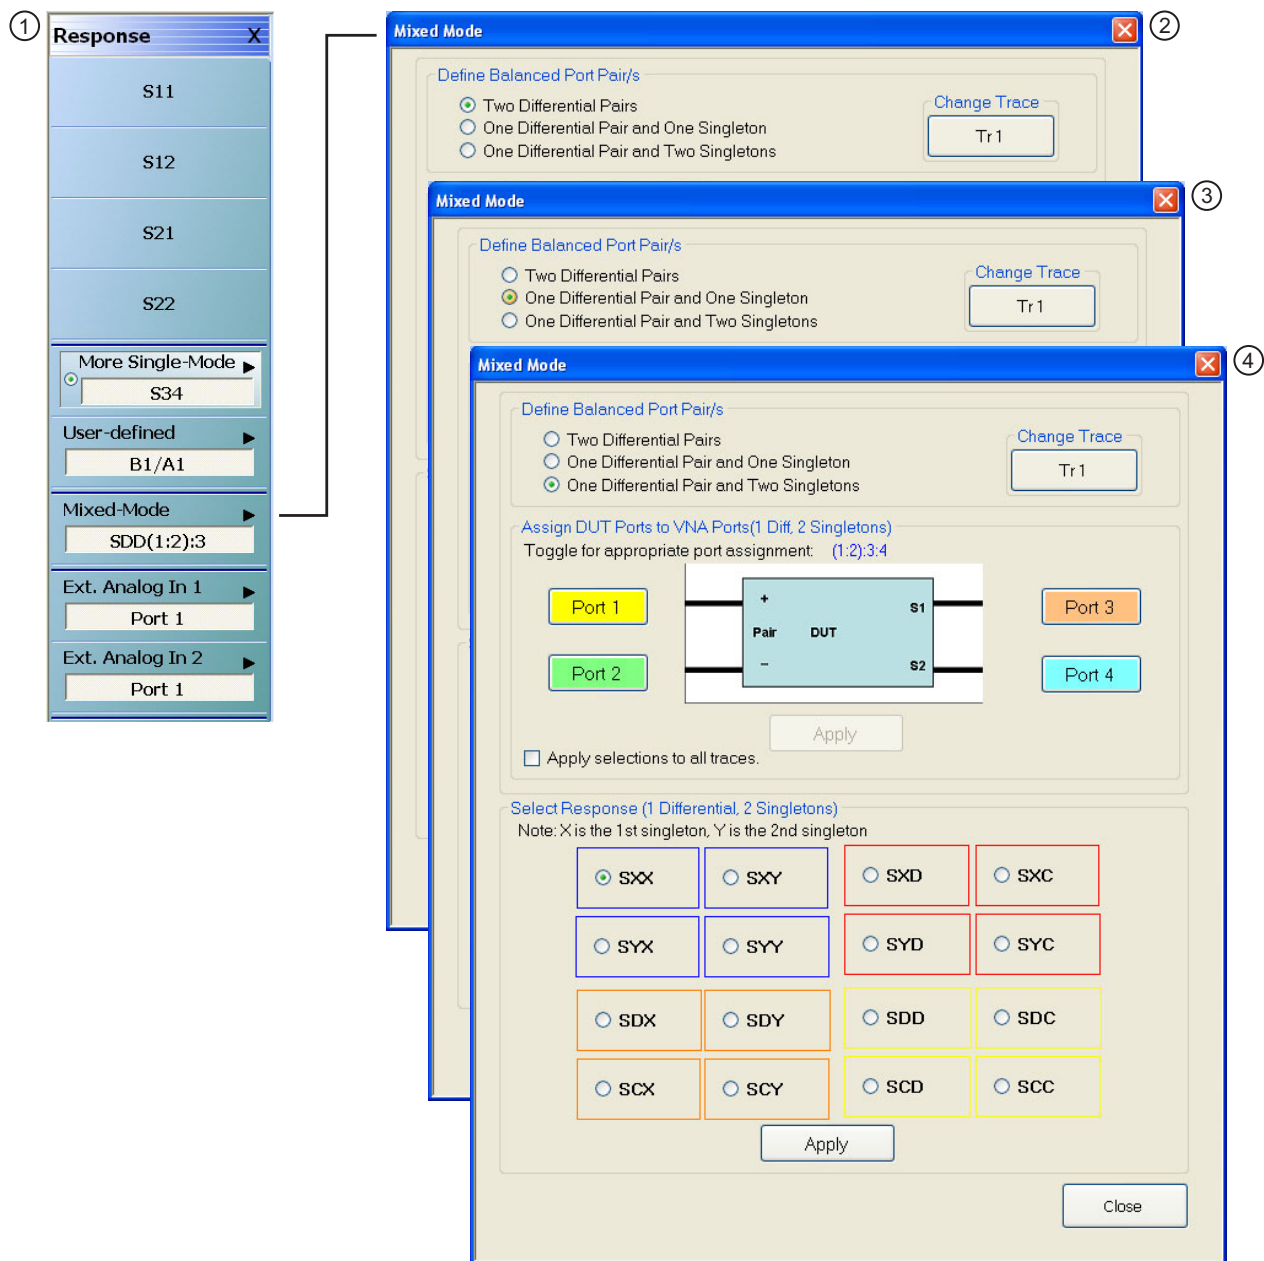 1
Response X
S11
S12
S21
S22
More Single-Mode
S34
User-defined
B1/A1
Mixed-Mode
SDD(1:2):3
Ext. Analog In 1
Port 1
Ext. Analog In 2
Port 1
Mixed Mode
2
Define Balanced Port Pair/s
Two Differential Pairs
One Differential Pair and One Singleton
One Differential Pair and Two Singletons
Change Trace
Tr1
Mixed Mode
3
Define Balanced Port Pair/s
Two Differential Pairs
One Differential Pair and One Singleton
One Differential Pair and Two Singletons
Change Trace
Tr1
Mixed Mode
4
Define Balanced Port Pair/s
Two Differential Pairs
One Differential Pair and One Singleton
One Differential Pair and Two Singletons
Change Trace
Tr1
Assign DUT Ports to VNA Ports(1 Diff, 2 Singletons)
Toggle for appropriate port assignment: (1:2):3:4
Port 1
Port 2
+
Pair DUT
−
S1
S2
Port 3
Port 4
Apply
Apply selections to all traces.
Select Response (1 Differential, 2 Singletons)
Note: X is the 1st singleton, Y is the 2nd singleton
SXX SXY SXD SXC
SYX SYY SYD SYC
SDX SDY SDD SDC
SCX SCY SCD SCC
Apply
Close